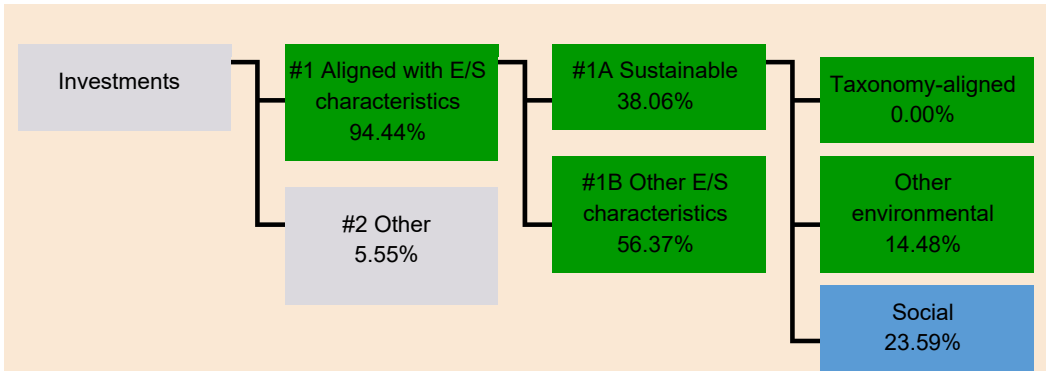 Investments
#1 Aligned with E/S
characteristics
94.44%
#2 Other
5.55%
#1A Sustainable
38.06%
#1B Other E/S
characteristics
56.37%
Taxonomy-aligned
0.00%
Other
environmental
14.48%
Social
23.59%